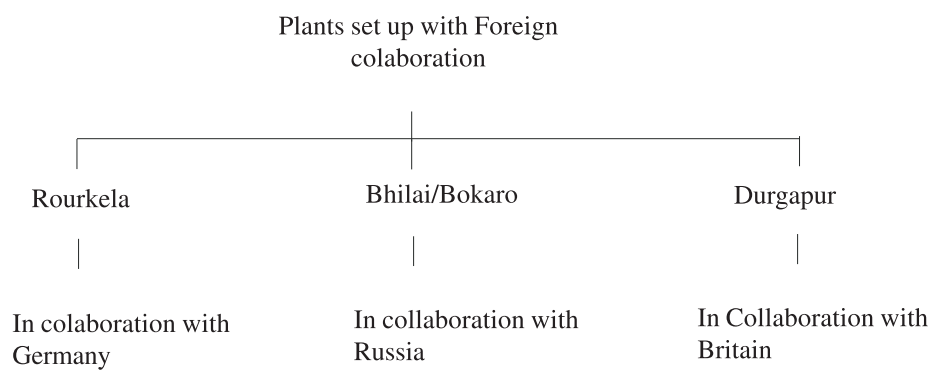 Plants set up with Foreign
colaboration
Rourkela
Bhilai/Bokaro
Durgapur
In colaboration with
Germany
In collaboration with
Russia
In Collaboration with
Britain